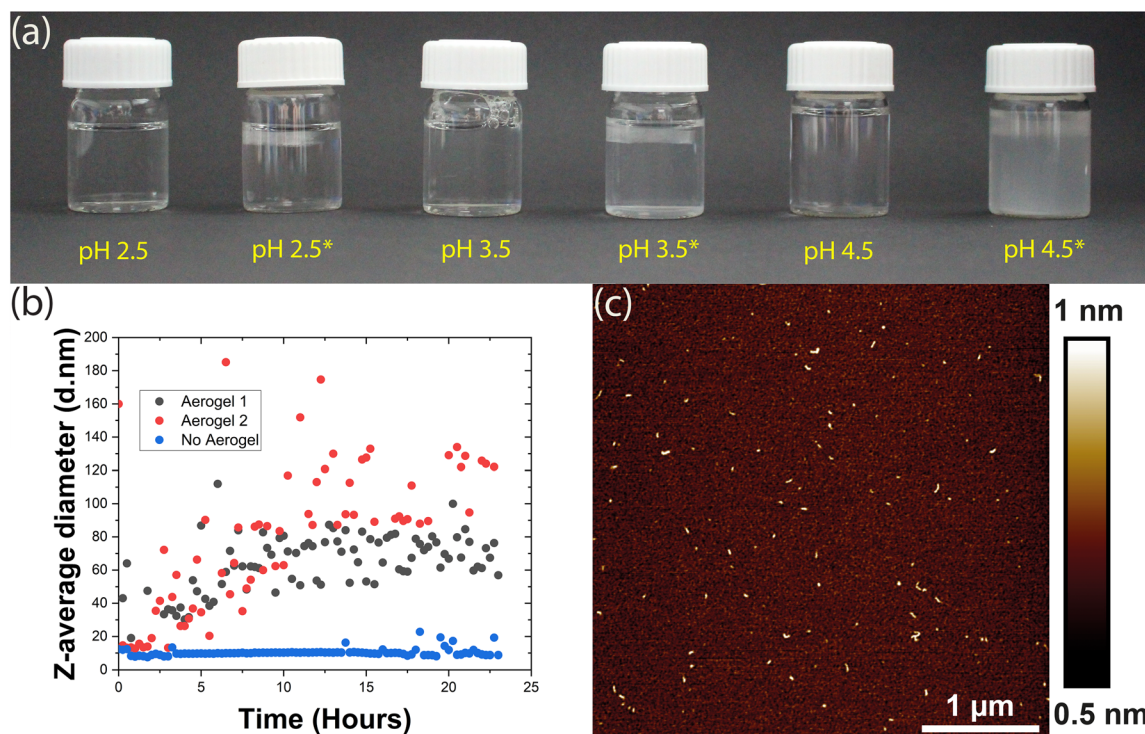 (a)
pH 2.5
pH 2.5*
pH 3.5
pH 3.5*
pH 4.5
pH 4.5*
(b)
Z-average diameter (d.nm)
200
180
160
140
120
100
80
60
40
20
10
0
Aerogel 1
Aerogel 2
No Aerogel
0
5
10
15
20
25
Time (Hours)
(c)
1 µm
1 nm
0.5 nm